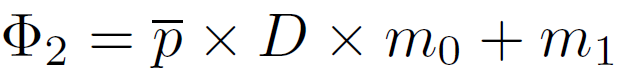 Φ₂ = p̅ × D × m₀ + m₁